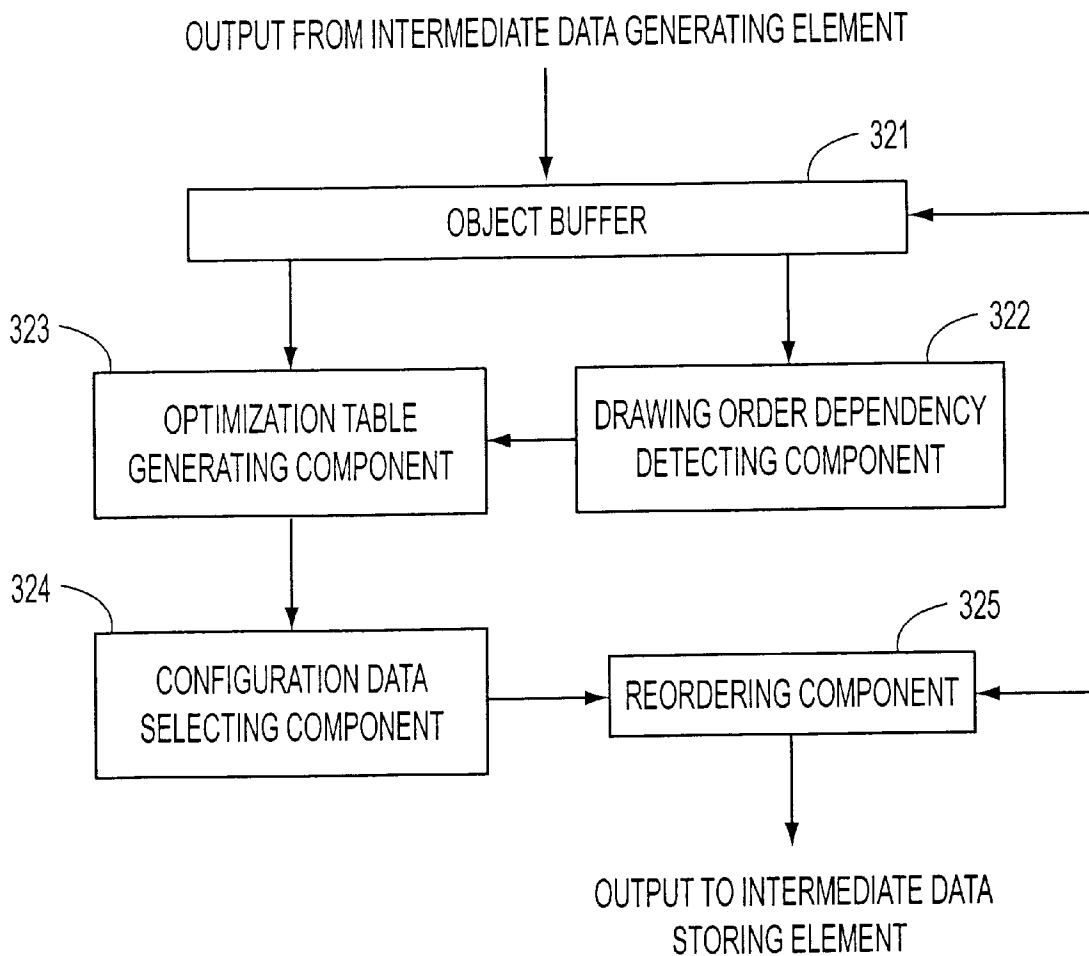 OUTPUT FROM INTERMEDIATE DATA GENERATING ELEMENT
321
OBJECT BUFFER
323
322
OPTIMIZATION TABLE
GENERATING COMPONENT
DRAWING ORDER DEPENDENCY
DETECTING COMPONENT
324
325
CONFIGURATION DATA
SELECTING COMPONENT
REORDERING COMPONENT
OUTPUT TO INTERMEDIATE DATA
STORING ELEMENT